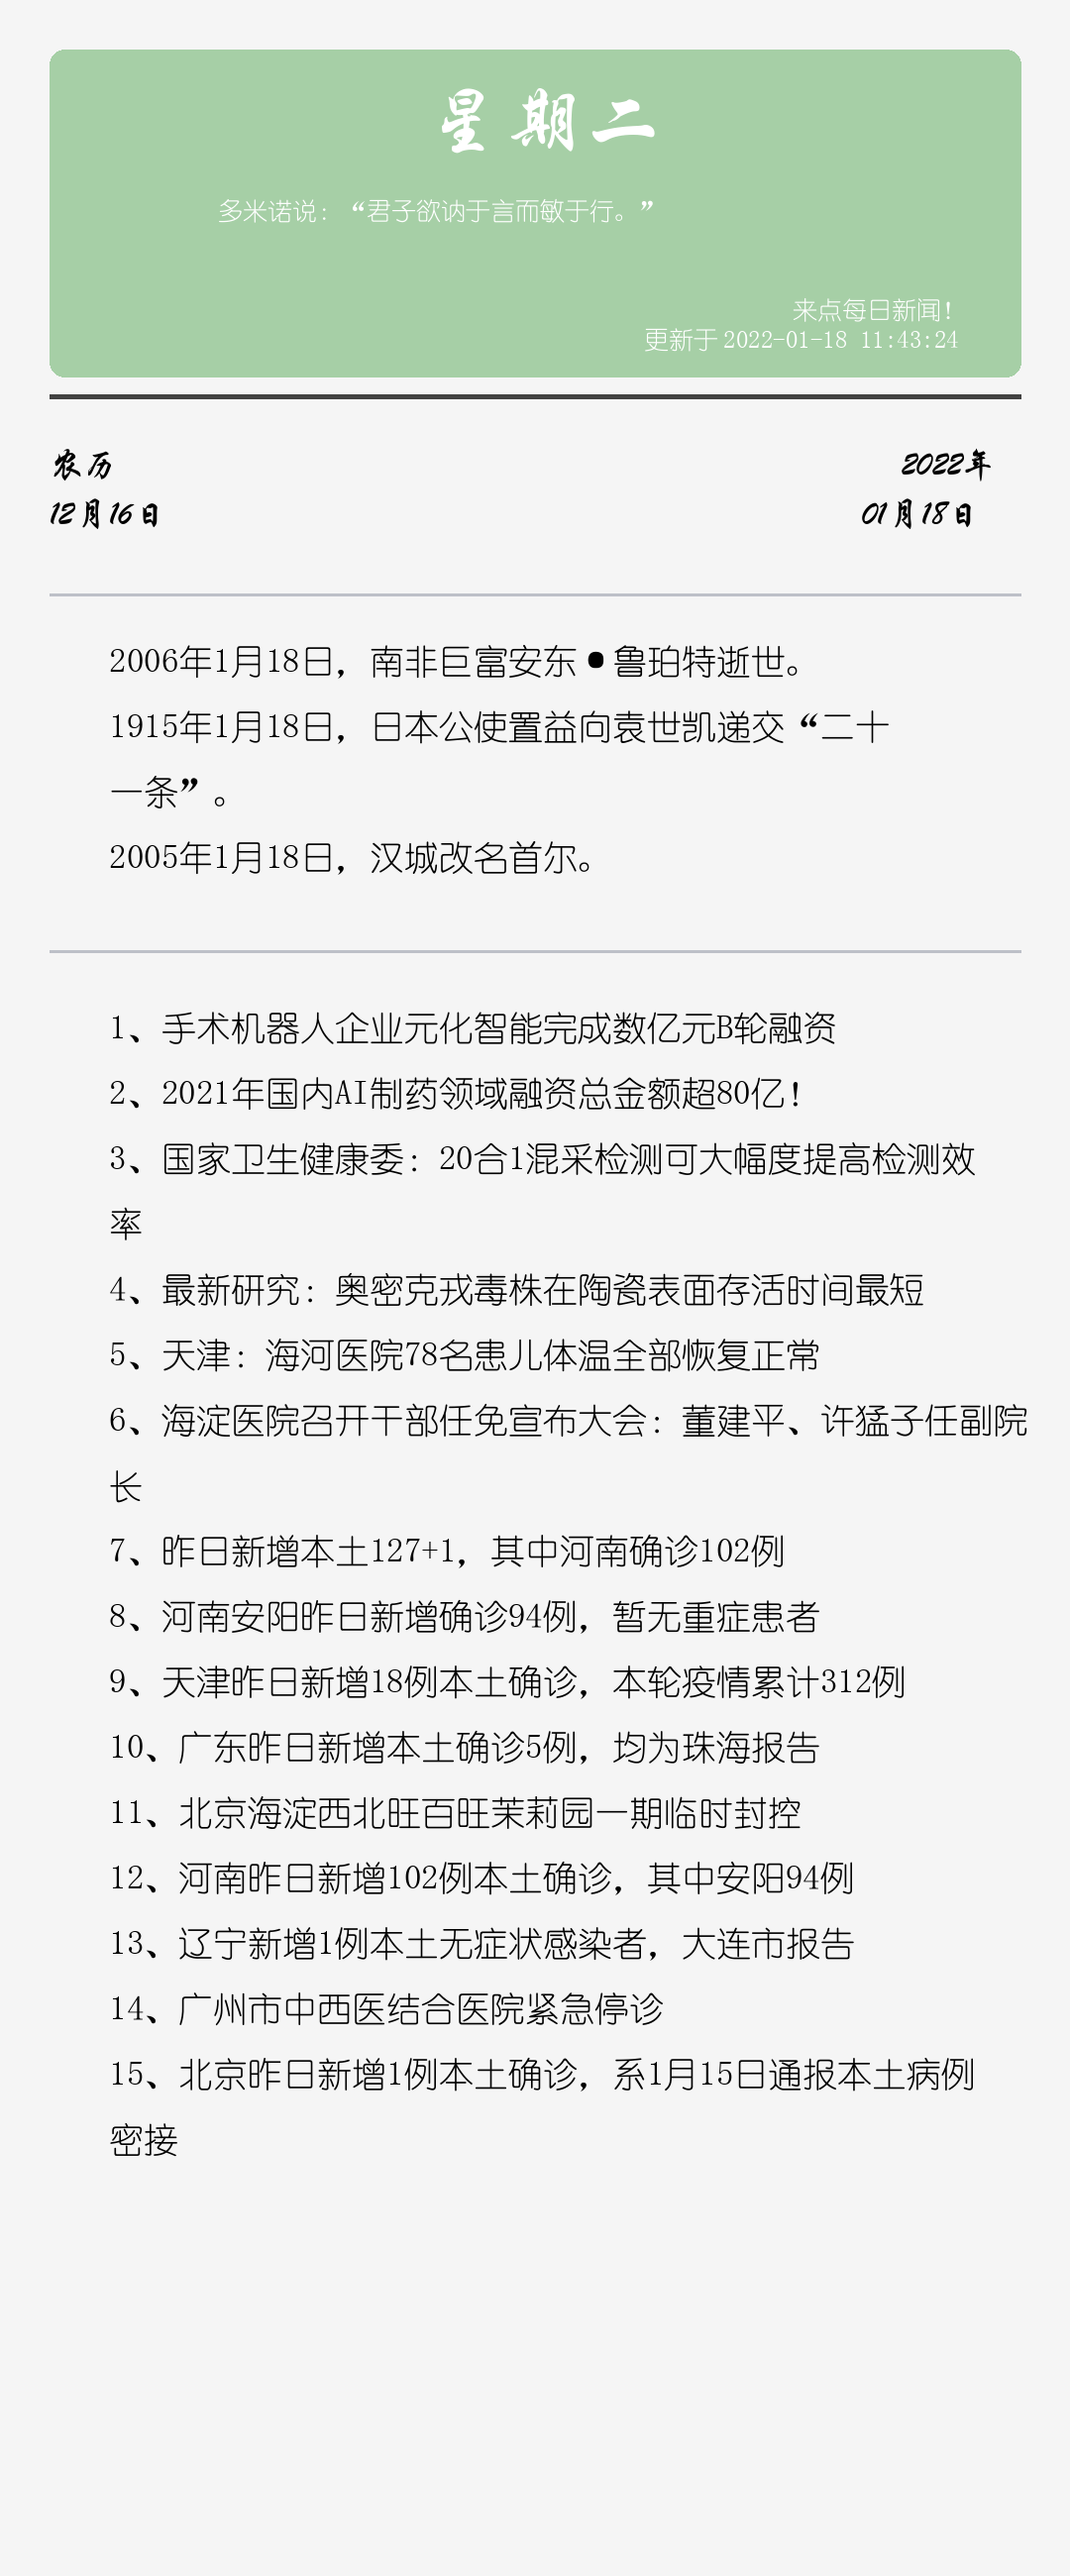 星期二
多米诺说：“君子欲讷于言而敏于行。”
来点每日新闻！
更新于 2022-01-18 11:43:24
农历
2022年
12月16日
01月18日
2006年1月18日，南非巨富安东●鲁珀特逝世。
1915年1月18日，日本公使置益向袁世凯递交“二十
一条”。
2005年1月18日，汉城改名首尔。
1、手术机器人企业元化智能完成数亿元B轮融资
2、2021年国内AI制药领域融资总金额超80亿！
3、国家卫生健康委：20合1混采检测可大幅度提高检测效
率
4、最新研究：奥密克戎毒株在陶瓷表面存活时间最短
5、天津：海河医院78名患儿体温全部恢复正常
6、海淀医院召开干部任免宣布大会：董建平、许猛子任副院
长
7、昨日新增本土127+1，其中河南确诊102例
8、河南安阳昨日新增确诊94例，暂无重症患者
9、天津昨日新增18例本土确诊，本轮疫情累计312例
10、广东昨日新增本土确诊5例，均为珠海报告
11、北京海淀西北旺百旺茉莉园一期临时封控
12、河南昨日新增102例本土确诊，其中安阳94例
13、辽宁新增1例本土无症状感染者，大连市报告
14、广州市中西医结合医院紧急停诊
15、北京昨日新增1例本土确诊，系1月15日通报本土病例
密接